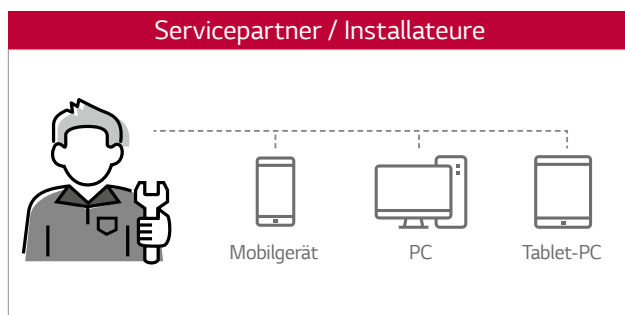 Servicepartner / Installateure
Mobilgerät PC Tablet-PC